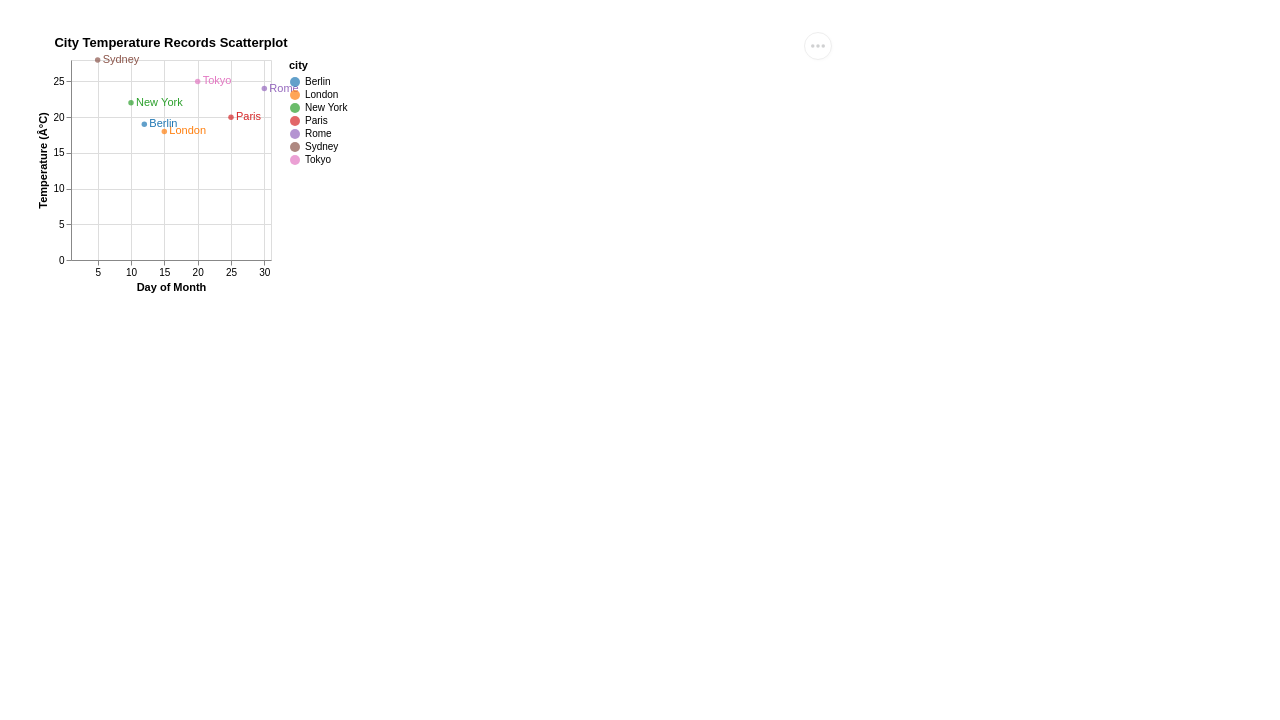 City Temperature Records Scatterplot
Temperature (Â°C)
25
20
15
10
5
0
Sydney
Tokyo
Rome
New York
Paris
Berlin
London
5 10 15 20 25 30
Day of Month
city
Berlin
London
New York
Paris
Rome
Sydney
Tokyo